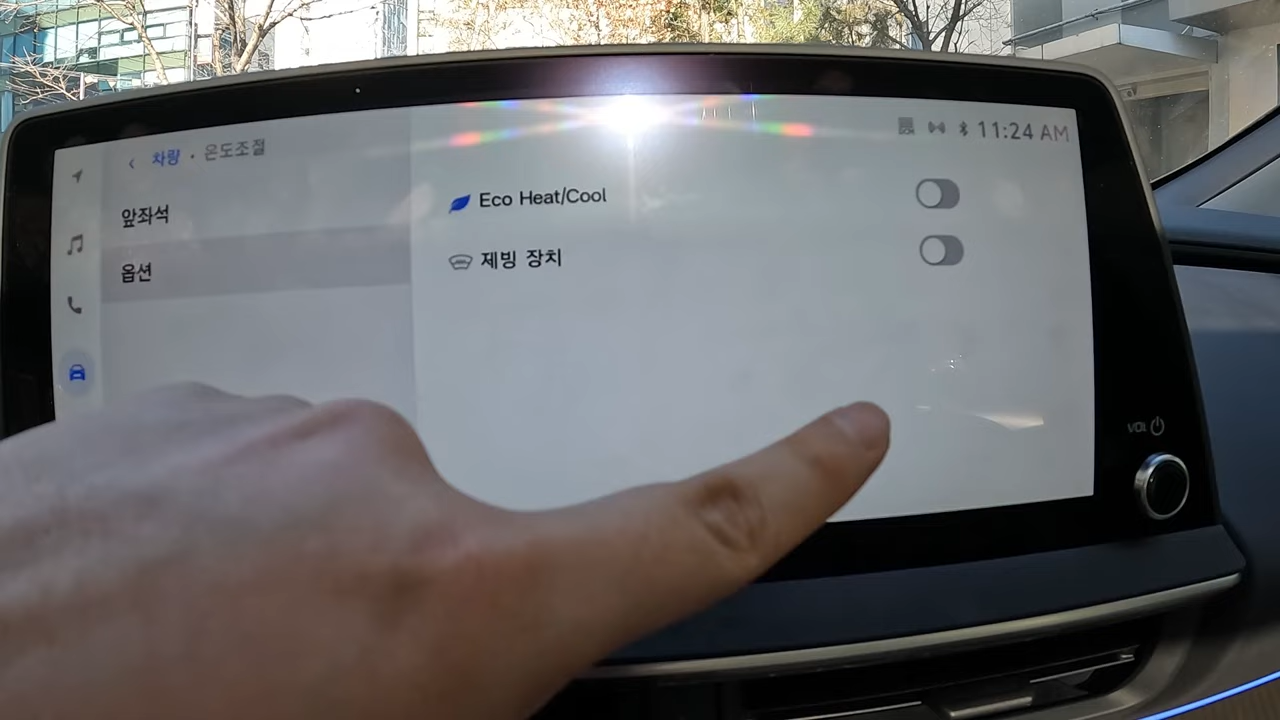 차량 · 온도조절
11:24 AM
앞좌석
옵션
Eco Heat/Cool
제빙 장치
VOL